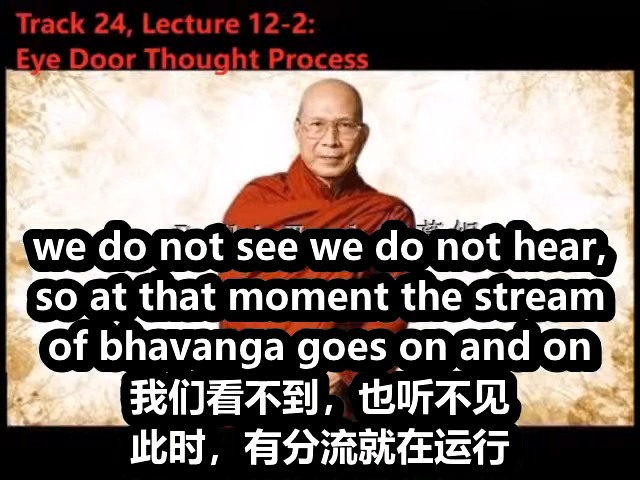 Track 24, Lecture 12-2:
Eye Door Thought Process
we do not see we do not hear,
so at that moment the stream
of bhavanga goes on and on
我们看不到，也听不见
此时，有分流就在运行